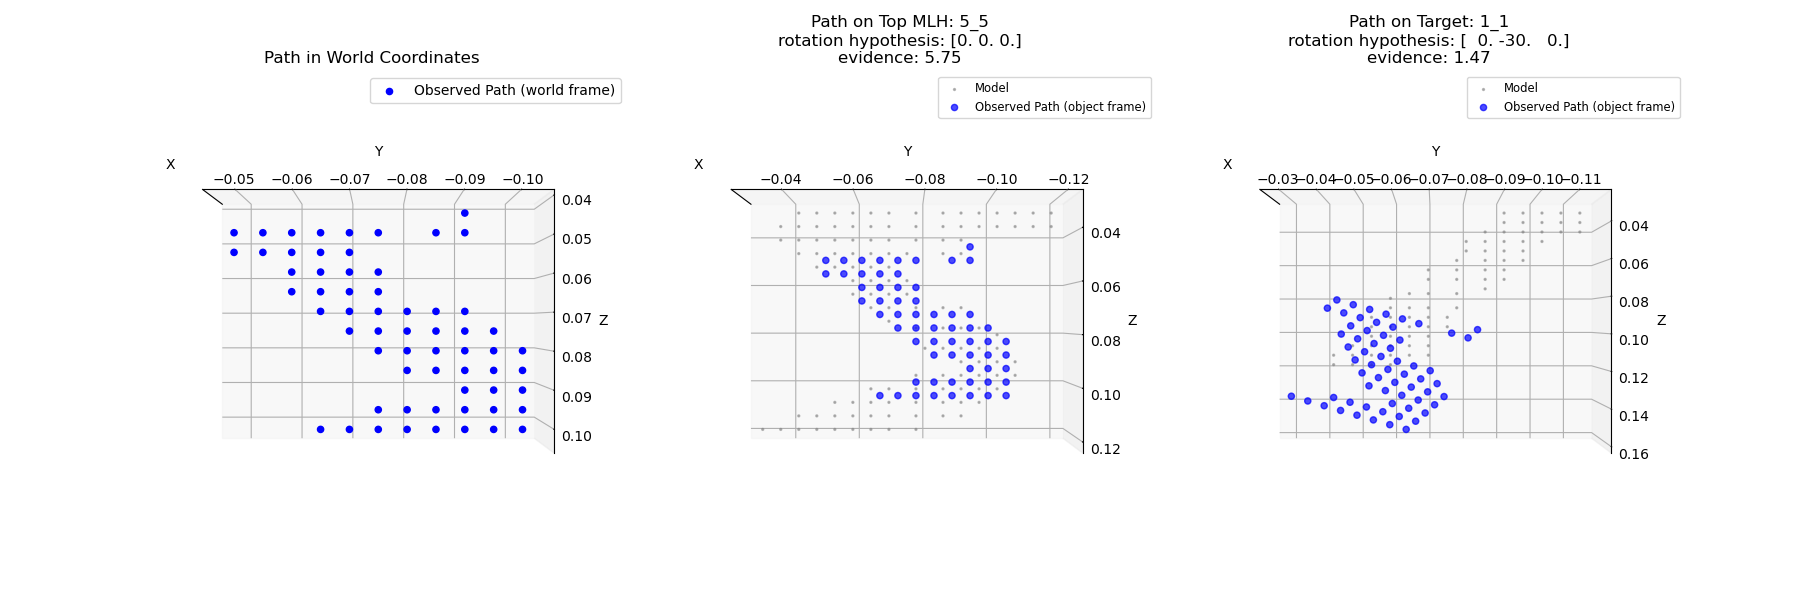 Path in World Coordinates
Observed Path (world frame)
X
Y
−0.05 −0.06 −0.07 −0.08 −0.09 −0.10
0.04
0.05
0.06
0.07
0.08
0.09
0.10
Z
Path on Top MLH: 5_5
rotation hypothesis: [0. 0. 0.]
evidence: 5.75
Model
Observed Path (object frame)
X
Y
−0.04 −0.06 −0.08 −0.10 −0.12
0.04
0.06
0.08
0.10
0.12
Z
Path on Target: 1_1
rotation hypothesis: [  0. -30.   0.]
evidence: 1.47
Model
Observed Path (object frame)
X
Y
−0.03 −0.04 −0.05 −0.06 −0.07 −0.08 −0.09 −0.10 −0.11
0.04
0.06
0.08
0.10
0.12
0.14
0.16
Z